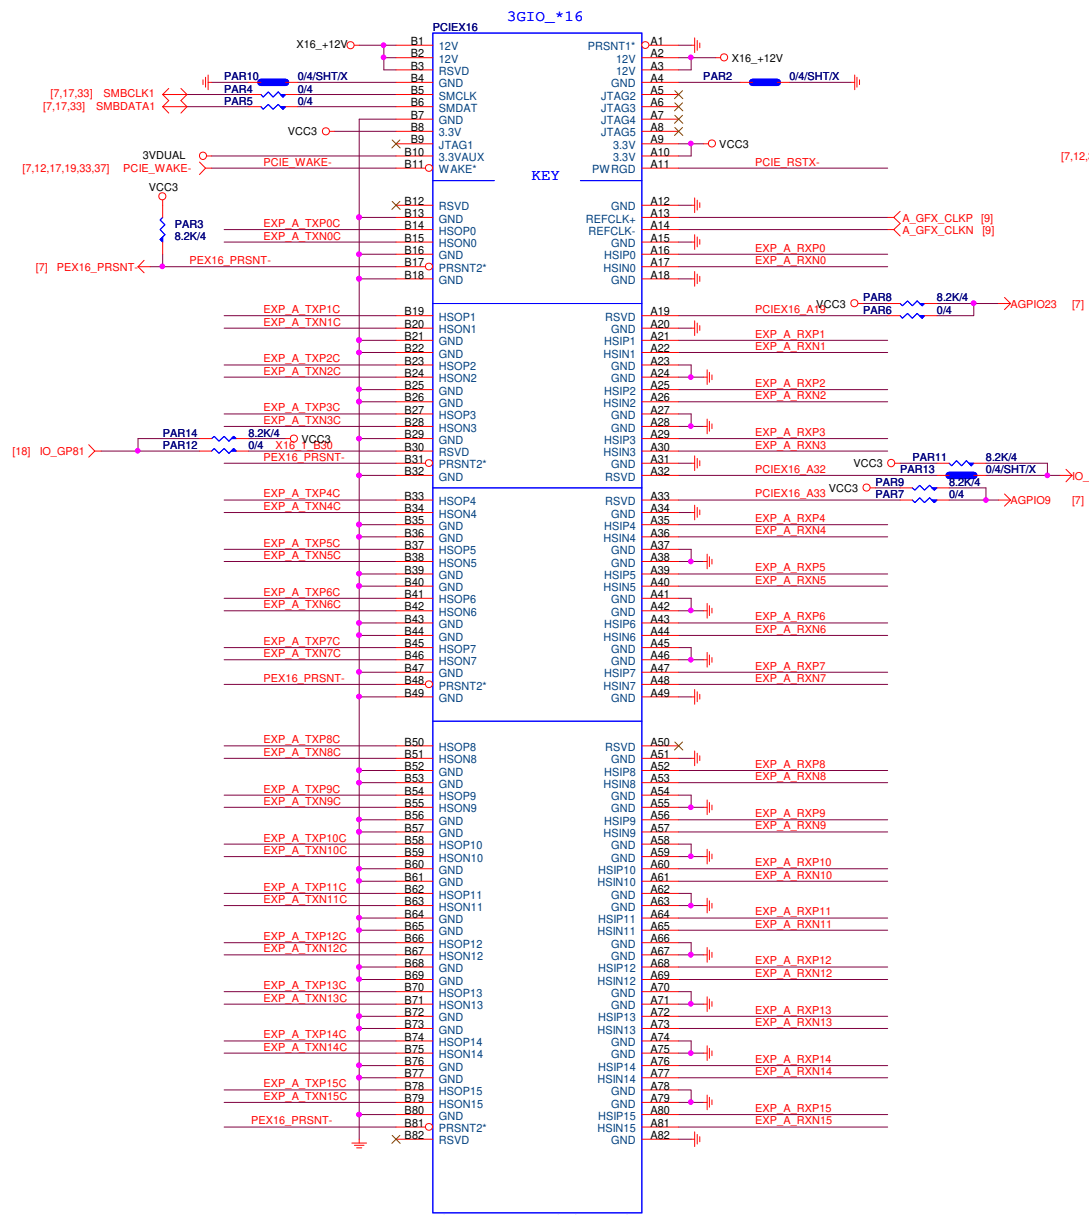 3GIO_*16
PCIEX16
X16_+12V B1 12V PRSNT1* A1
B2 12V 12V A2 X16_+12V
B3 RSVD 12V A3
PAR10 0/4/SHT/X B4 GND GND A4 PAR2 0/4/SHT/X
[7,17,33] SMBCLK1 PAR4 0/4 B5 SMCLK JTAG2 A5
[7,17,33] SMBDATA1 PAR5 0/4 B6 SMDAT JTAG3 A6
B7 GND JTAG4 A7
VCC3 B8 3.3V JTAG5 A8
B9 JTAG1 3.3V A9 VCC3
3VDUAL B10 3.3VAUX 3.3V A10
[7,12,17,19,33,37] PCIE_WAKE- PCIE_WAKE- B11 WAKE* PWRGD A11 PCIE_RSTX- [7,12,
KEY
VCC3
B12 RSVD GND A12
B13 GND REFCLK+ A13 A_GFX_CLKP [9]
PAR3 8.2K/4 EXP_A_TXP0C B14 HSOP0 REFCLK- A14 A_GFX_CLKN [9]
EXP_A_TXN0C B15 HSON0 GND A15
B16 GND HSIP0 A16 EXP_A_RXP0
[7] PEX16_PRSNT- PEX16_PRSNT- B17 PRSNT2* HSIN0 A17 EXP_A_RXN0
B18 GND GND A18
VCC3 PAR8 8.2K/4 AGPIO23 [7]
EXP_A_TXP1C B19 HSOP1 RSVD A19 PCIEX16_A19 PAR6 0/4
EXP_A_TXN1C B20 HSON1 GND A20
B21 GND HSIP1 A21 EXP_A_RXP1
B22 GND HSIN1 A22 EXP_A_RXN1
EXP_A_TXP2C B23 HSOP2 GND A23
EXP_A_TXN2C B24 HSON2 GND A24
B25 GND HSIP2 A25 EXP_A_RXP2
B26 GND HSIN2 A26 EXP_A_RXN2
EXP_A_TXP3C B27 HSOP3 GND A27
EXP_A_TXN3C B28 HSON3 GND A28
PAR14 8.2K/4 VCC3 B29 GND HSIP3 A29 EXP_A_RXP3
[18] IO_GP81 PAR12 0/4 X16_1_B30 B30 RSVD HSIN3 A30 EXP_A_RXN3
PEX16_PRSNT- B31 PRSNT2* GND A31 VCC3 PAR11 8.2K/4
B32 GND RSVD A32 PCIEX16_A32 PAR13 0/4/SHT/X IO_
VCC3 PAR9 8.2K/4
EXP_A_TXP4C B33 HSOP4 RSVD A33 PCIEX16_A33 PAR7 0/4 AGPIO9 [7]
EXP_A_TXN4C B34 HSON4 GND A34
B35 GND HSIP4 A35 EXP_A_RXP4
B36 GND HSIN4 A36 EXP_A_RXN4
EXP_A_TXP5C B37 HSOP5 GND A37
EXP_A_TXN5C B38 HSON5 GND A38
B39 GND HSIP5 A39 EXP_A_RXP5
B40 GND HSIN5 A40 EXP_A_RXN5
EXP_A_TXP6C B41 HSOP6 GND A41
EXP_A_TXN6C B42 HSON6 GND A42
B43 GND HSIP6 A43 EXP_A_RXP6
B44 GND HSIN6 A44 EXP_A_RXN6
EXP_A_TXP7C B45 HSOP7 GND A45
EXP_A_TXN7C B46 HSON7 GND A46
B47 GND HSIP7 A47 EXP_A_RXP7
PEX16_PRSNT- B48 PRSNT2* HSIN7 A48 EXP_A_RXN7
B49 GND GND A49
EXP_A_TXP8C B50 HSOP8 RSVD A50
EXP_A_TXN8C B51 HSON8 GND A51
B52 GND HSIP8 A52 EXP_A_RXP8
B53 GND HSIN8 A53 EXP_A_RXN8
EXP_A_TXP9C B54 HSOP9 GND A54
EXP_A_TXN9C B55 HSON9 GND A55
B56 GND HSIP9 A56 EXP_A_RXP9
B57 GND HSIN9 A57 EXP_A_RXN9
EXP_A_TXP10C B58 HSOP10 GND A58
EXP_A_TXN10C B59 HSON10 GND A59
B60 GND HSIP10 A60 EXP_A_RXP10
B61 GND HSIN10 A61 EXP_A_RXN10
EXP_A_TXP11C B62 HSOP11 GND A62
EXP_A_TXN11C B63 HSON11 GND A63
B64 GND HSIP11 A64 EXP_A_RXP11
B65 GND HSIN11 A65 EXP_A_RXN11
EXP_A_TXP12C B66 HSOP12 GND A66
EXP_A_TXN12C B67 HSON12 GND A67
B68 GND HSIP12 A68 EXP_A_RXP12
B69 GND HSIN12 A69 EXP_A_RXN12
EXP_A_TXP13C B70 HSOP13 GND A70
EXP_A_TXN13C B71 HSON13 GND A71
B72 GND HSIP13 A72 EXP_A_RXP13
B73 GND HSIN13 A73 EXP_A_RXN13
EXP_A_TXP14C B74 HSOP14 GND A74
EXP_A_TXN14C B75 HSON14 GND A75
B76 GND HSIP14 A76 EXP_A_RXP14
B77 GND HSIN14 A77 EXP_A_RXN14
EXP_A_TXP15C B78 HSOP15 GND A78
EXP_A_TXN15C B79 HSON15 GND A79
B80 GND HSIP15 A80 EXP_A_RXP15
PEX16_PRSNT- B81 PRSNT2* HSIN15 A81 EXP_A_RXN15
B82 RSVD GND A82